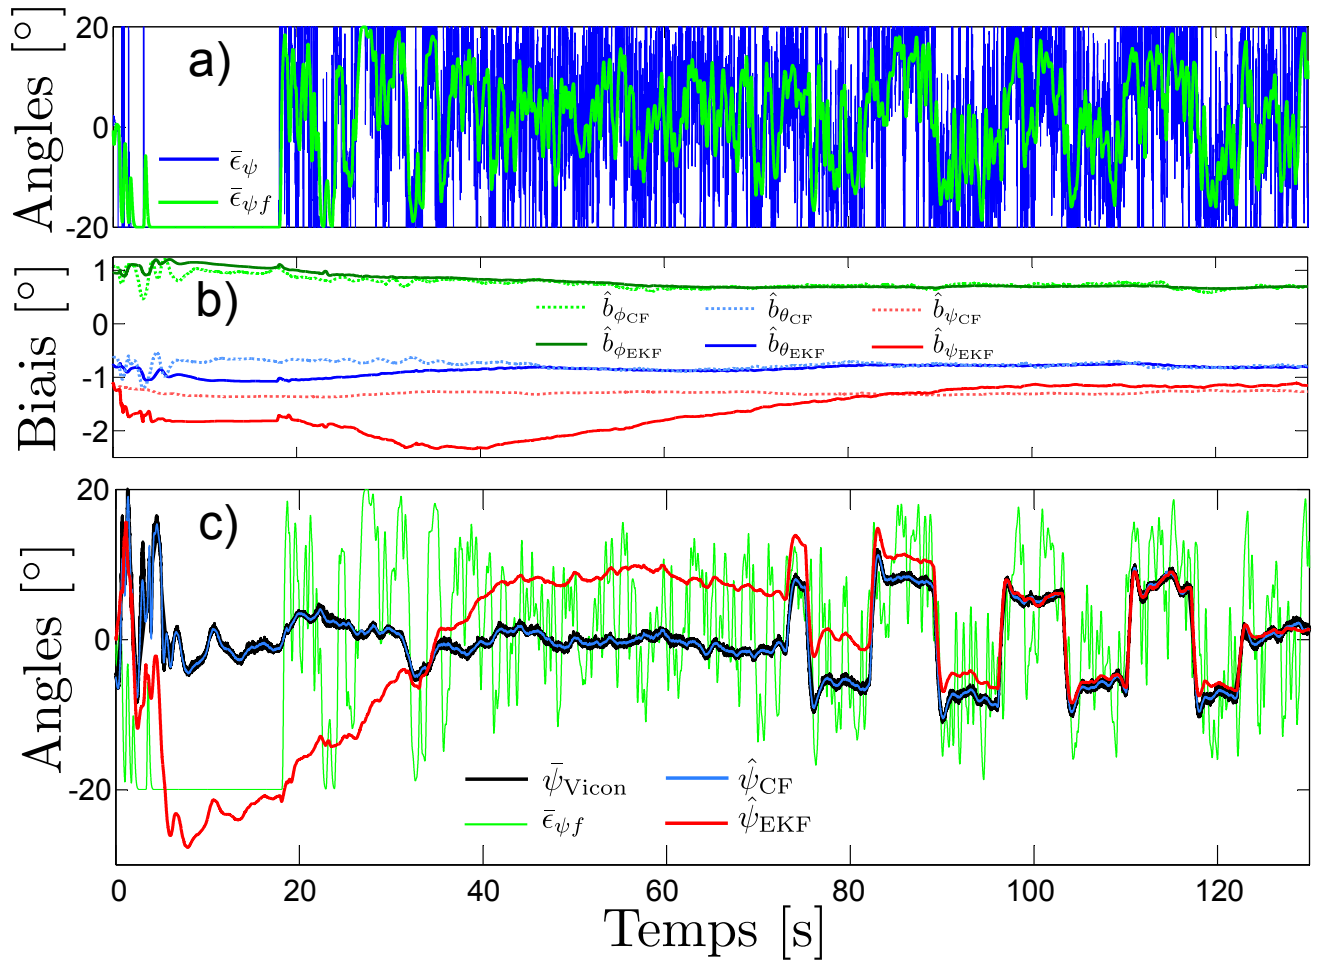 20
0
-20
Angles [°]
a)
ϵ̄ψ
ϵ̄ψf
1
0
-1
-2
Biais [°]
b)
b̂ϕCF b̂θCF b̂ψCF
b̂ϕEKF b̂θEKF b̂ψEKF
20
0
-20
Angles [°]
c)
ψ̄Vicon ψ̂CF
ϵ̄ψf ψ̂EKF
0 20 40 60 80 100 120
Temps [s]